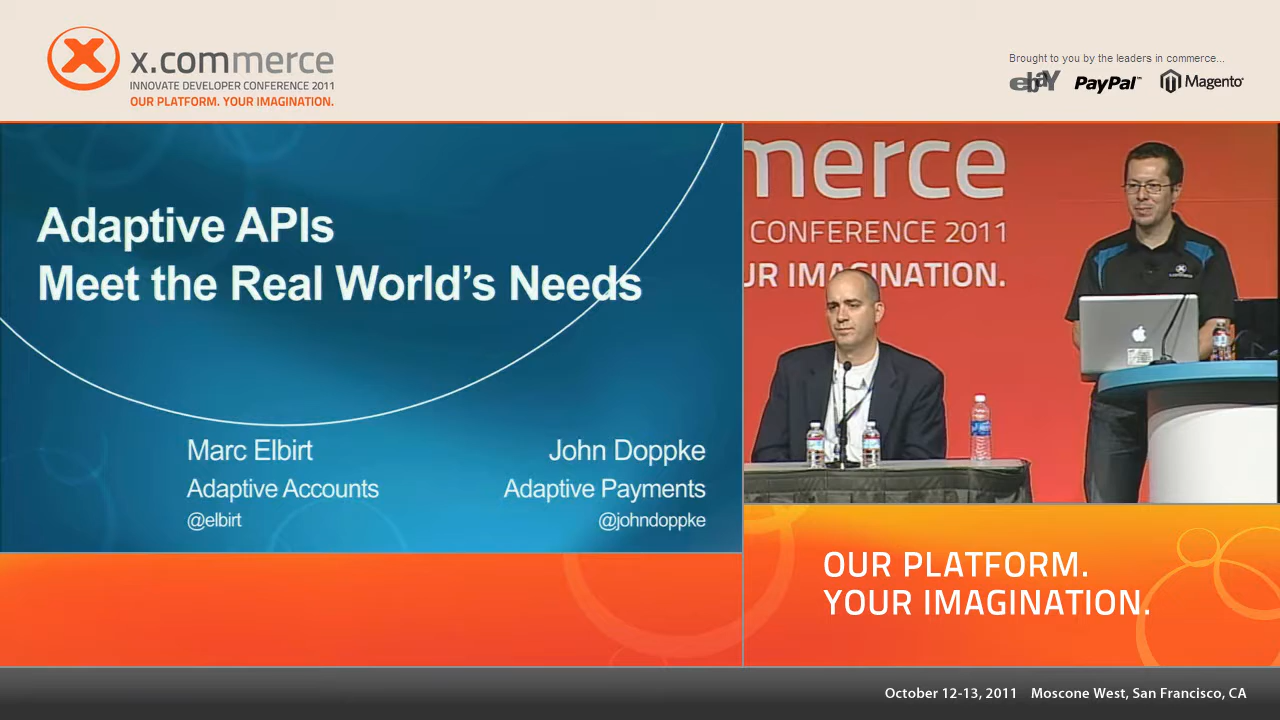 x.commerce
INNOVATE DEVELOPER CONFERENCE 2011
OUR PLATFORM. YOUR IMAGINATION.
Brought to you by the leaders in commerce...
ebay PayPal™ Magento
Adaptive APIs
Meet the Real World's Needs
Marc Elbirt
Adaptive Accounts
@elbirt
John Doppke
Adaptive Payments
@johndoppke
merce
CONFERENCE 2011
UR IMAGINATION.
OUR PLATFORM.
YOUR IMAGINATION.
October 12-13, 2011 Moscone West, San Francisco, CA